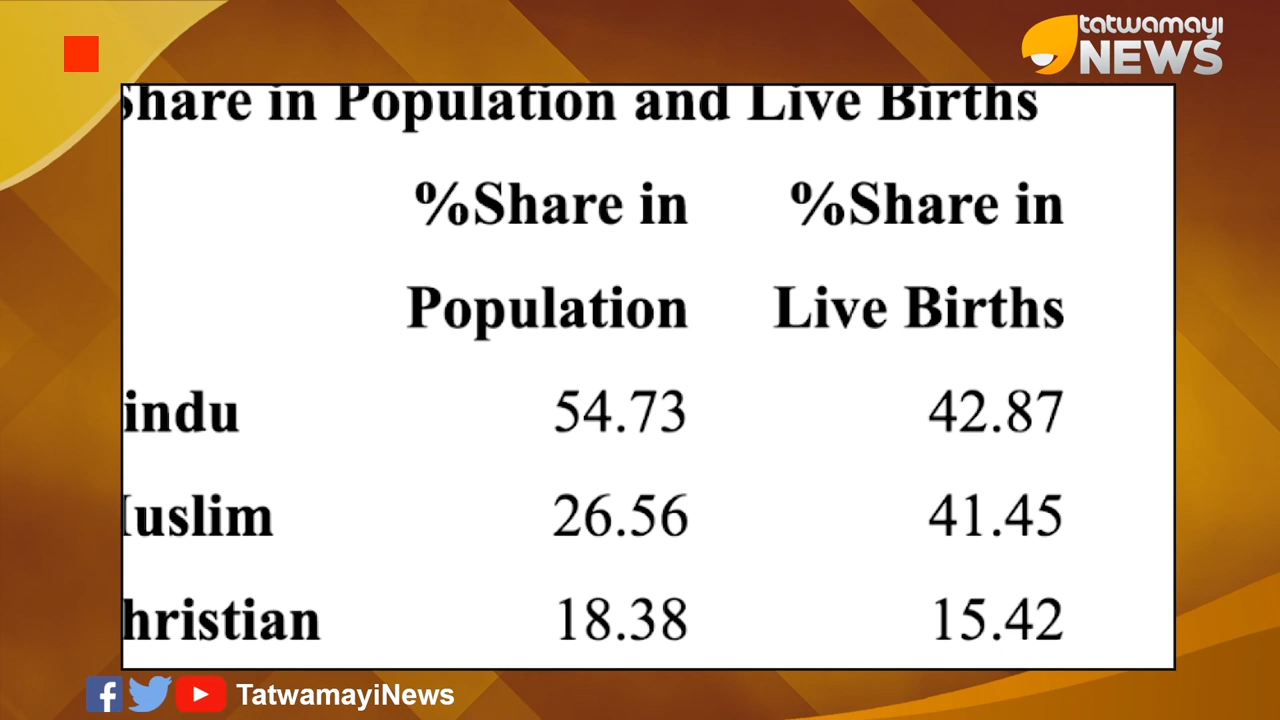 tatwamayi
NEWS
Share in Population and Live Births
%Share in %Share in
Population Live Births
indu 54.73 42.87
uslim 26.56 41.45
hristian 18.38 15.42
TatwamayiNews